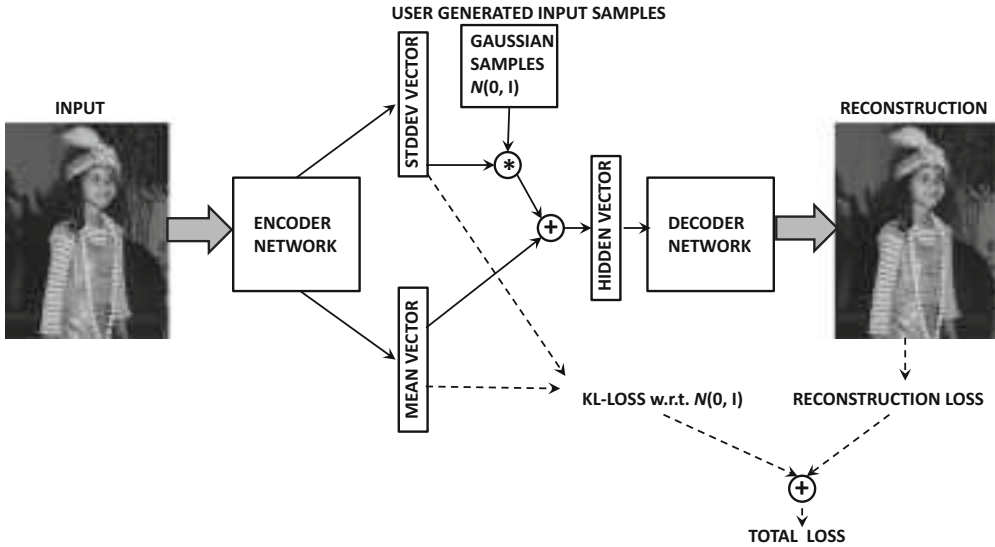 USER GENERATED INPUT SAMPLES
GAUSSIAN
SAMPLES
N(0, I)
STDDEV VECTOR
INPUT
RECONSTRUCTION
*
ENCODER
NETWORK
+
HIDDEN VECTOR
DECODER
NETWORK
MEAN VECTOR
KL-LOSS w.r.t. N(0, I)
RECONSTRUCTION LOSS
+
TOTAL LOSS